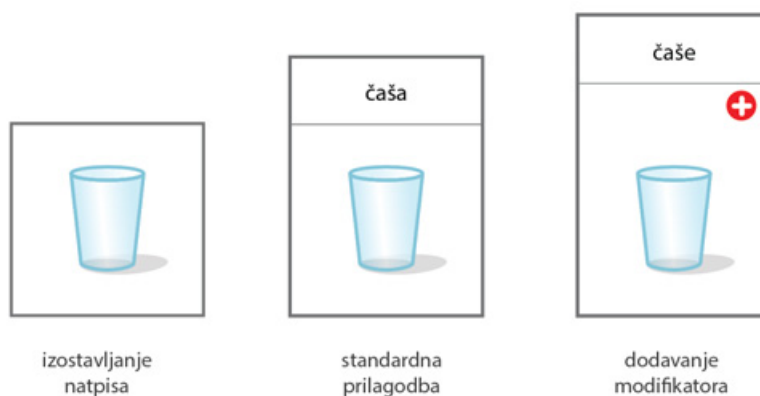 čaša
čaše
izostavljanje
natpisa
standardna
prilagodba
dodavanje
modifikatora